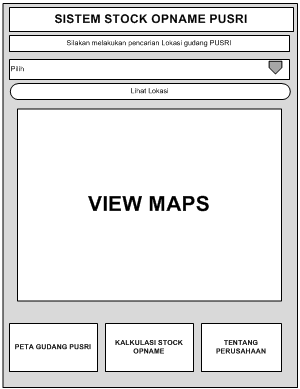 SISTEM STOCK OPNAME PUSRI
Silakan melakukan pencarian Lokasi gudang PUSRI
Pilih
Lihat Lokasi
VIEW MAPS
PETA GUDANG PUSRI
KALKULASI STOCK
OPNAME
TENTANG
PERUSAHAAN